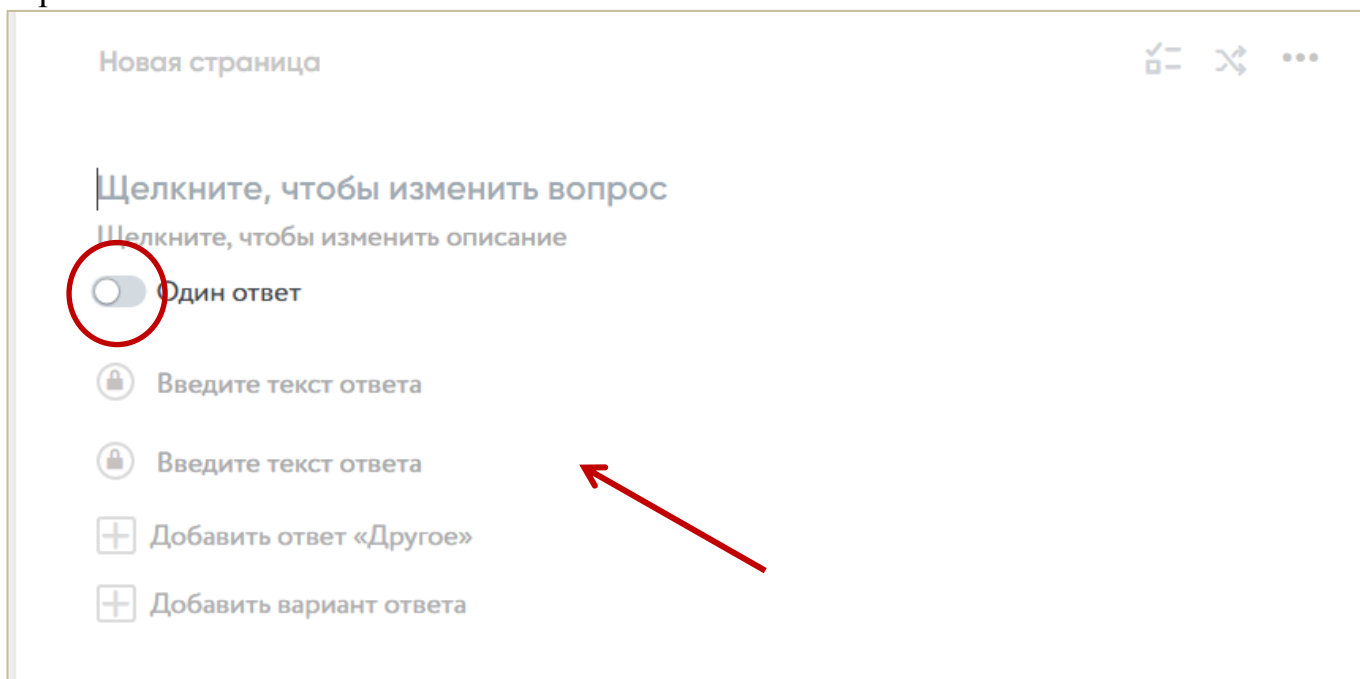 Новая страница
Щелкните, чтобы изменить вопрос
Щелкните, чтобы изменить описание
Один ответ
Введите текст ответа
Введите текст ответа
Добавить ответ «Другое»
Добавить вариант ответа